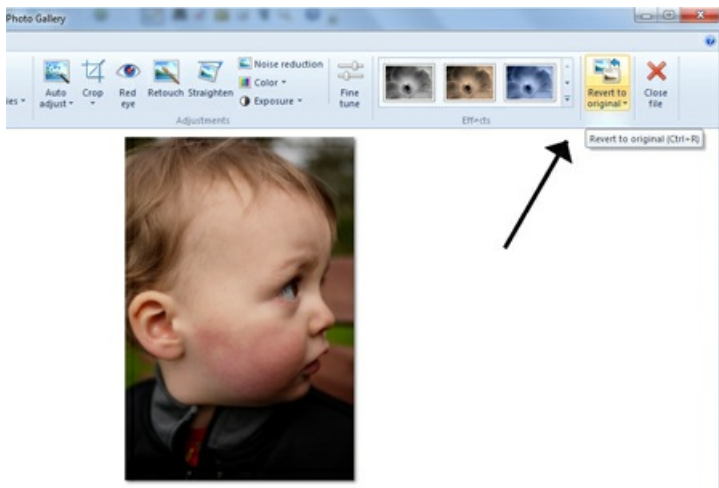 Photo Gallery
Noise reduction
Color
Exposure
Auto adjust
Crop
Red eye
Retouch
Straighten
Fine tune
Revert to original
Close file
Adjustments
Effects
Revert to original (Ctrl+R)